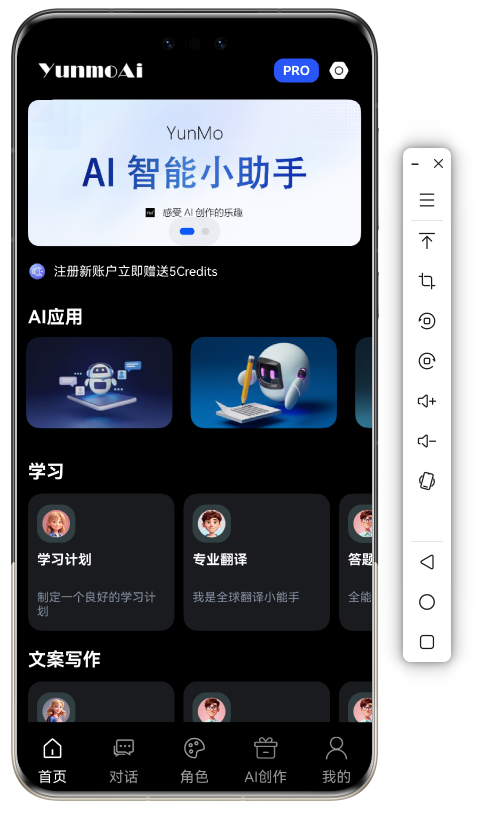 YunmoAi
PRO
YunMo
AI 智能小助手
感受 AI 创作的乐趣
注册新账户立即赠送5Credits
AI应用
学习
学习计划
专业翻译
答题
制定一个良好的学习计划
我是全球翻译小能手
全能
文案写作
首页
对话
角色
AI创作
我的